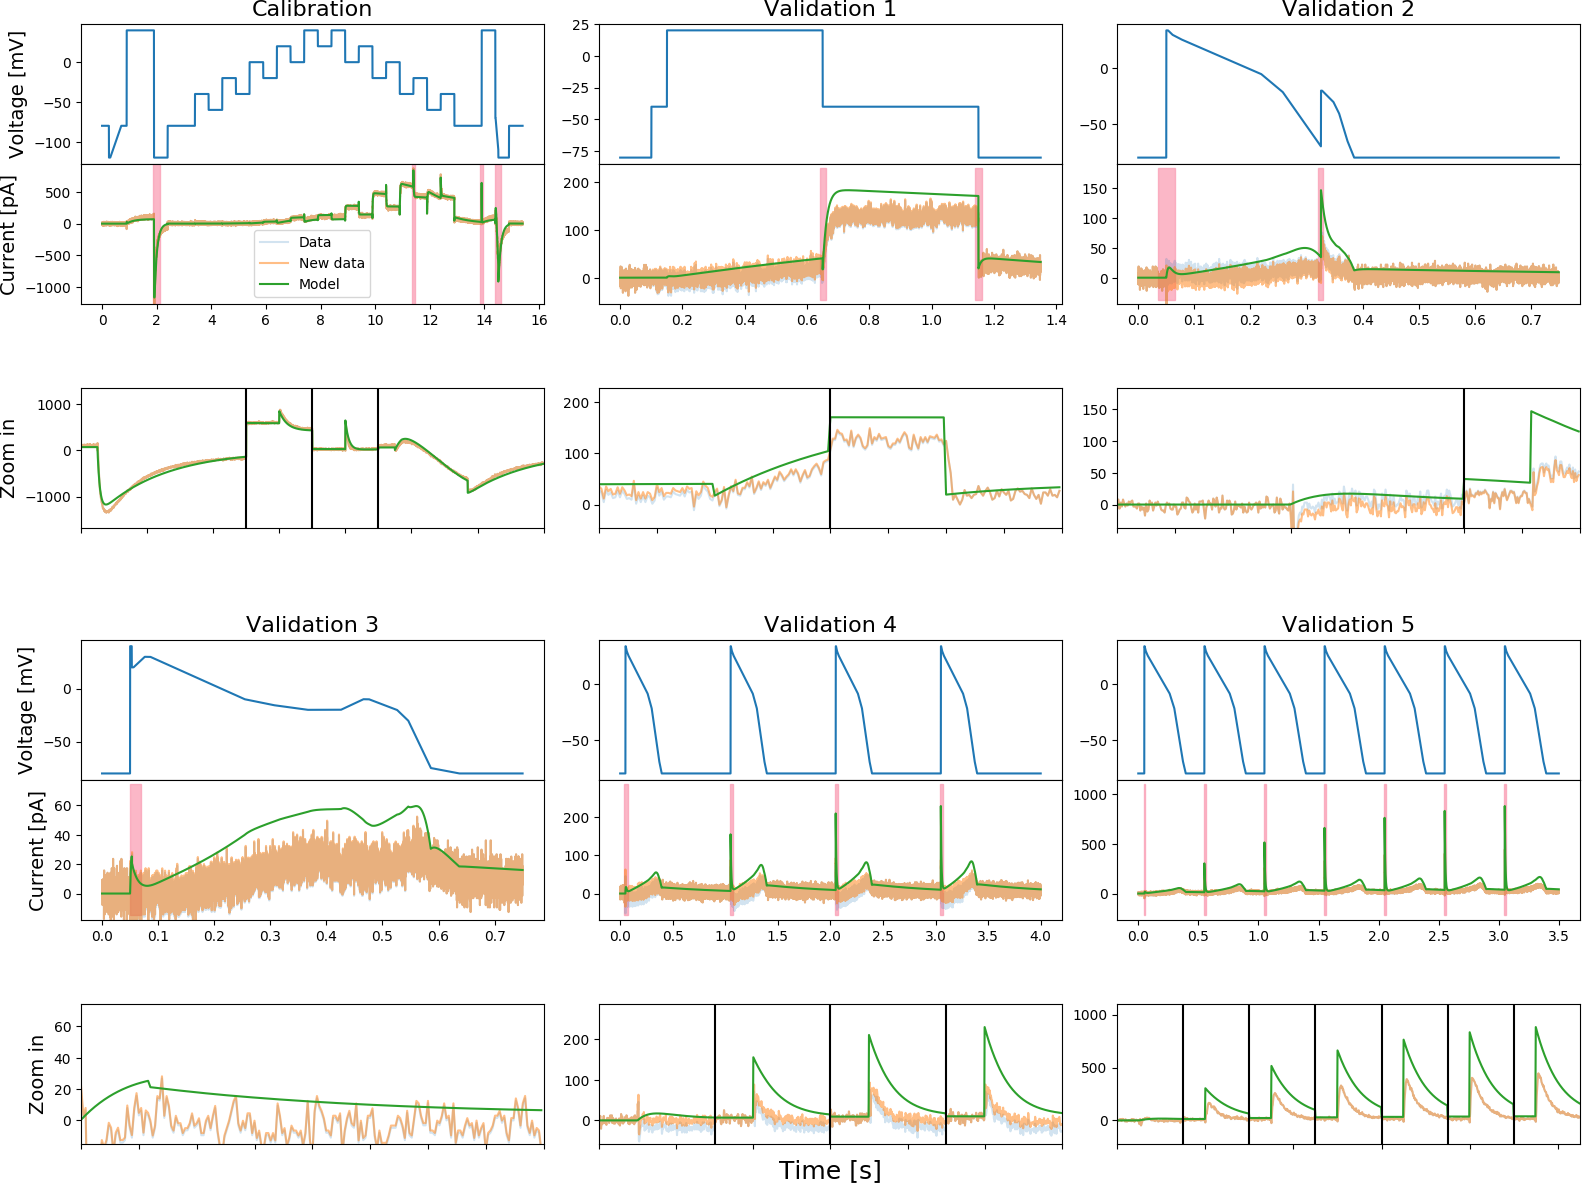 Calibration
Validation 1
Validation 2
Voltage [mV]
0
−50
−100
25
0
−25
−50
−75
0
−50
Current [pA]
500
0
−500
−1000
Data
New data
Model
0 2 4 6 8 10 12 14 16
200
100
0
0.0 0.2 0.4 0.6 0.8 1.0 1.2 1.4
150
100
50
0
0.0 0.1 0.2 0.3 0.4 0.5 0.6 0.7
Zoom in
1000
0
−1000
200
100
0
150
100
50
0
Validation 3
Validation 4
Validation 5
Voltage [mV]
0
−50
0
−50
0
−50
Current [pA]
60
40
20
0
0.0 0.1 0.2 0.3 0.4 0.5 0.6 0.7
200
100
0
0.0 0.5 1.0 1.5 2.0 2.5 3.0 3.5 4.0
1000
500
0
0.0 0.5 1.0 1.5 2.0 2.5 3.0 3.5
Zoom in
60
40
20
0
200
100
0
1000
500
0
Time [s]